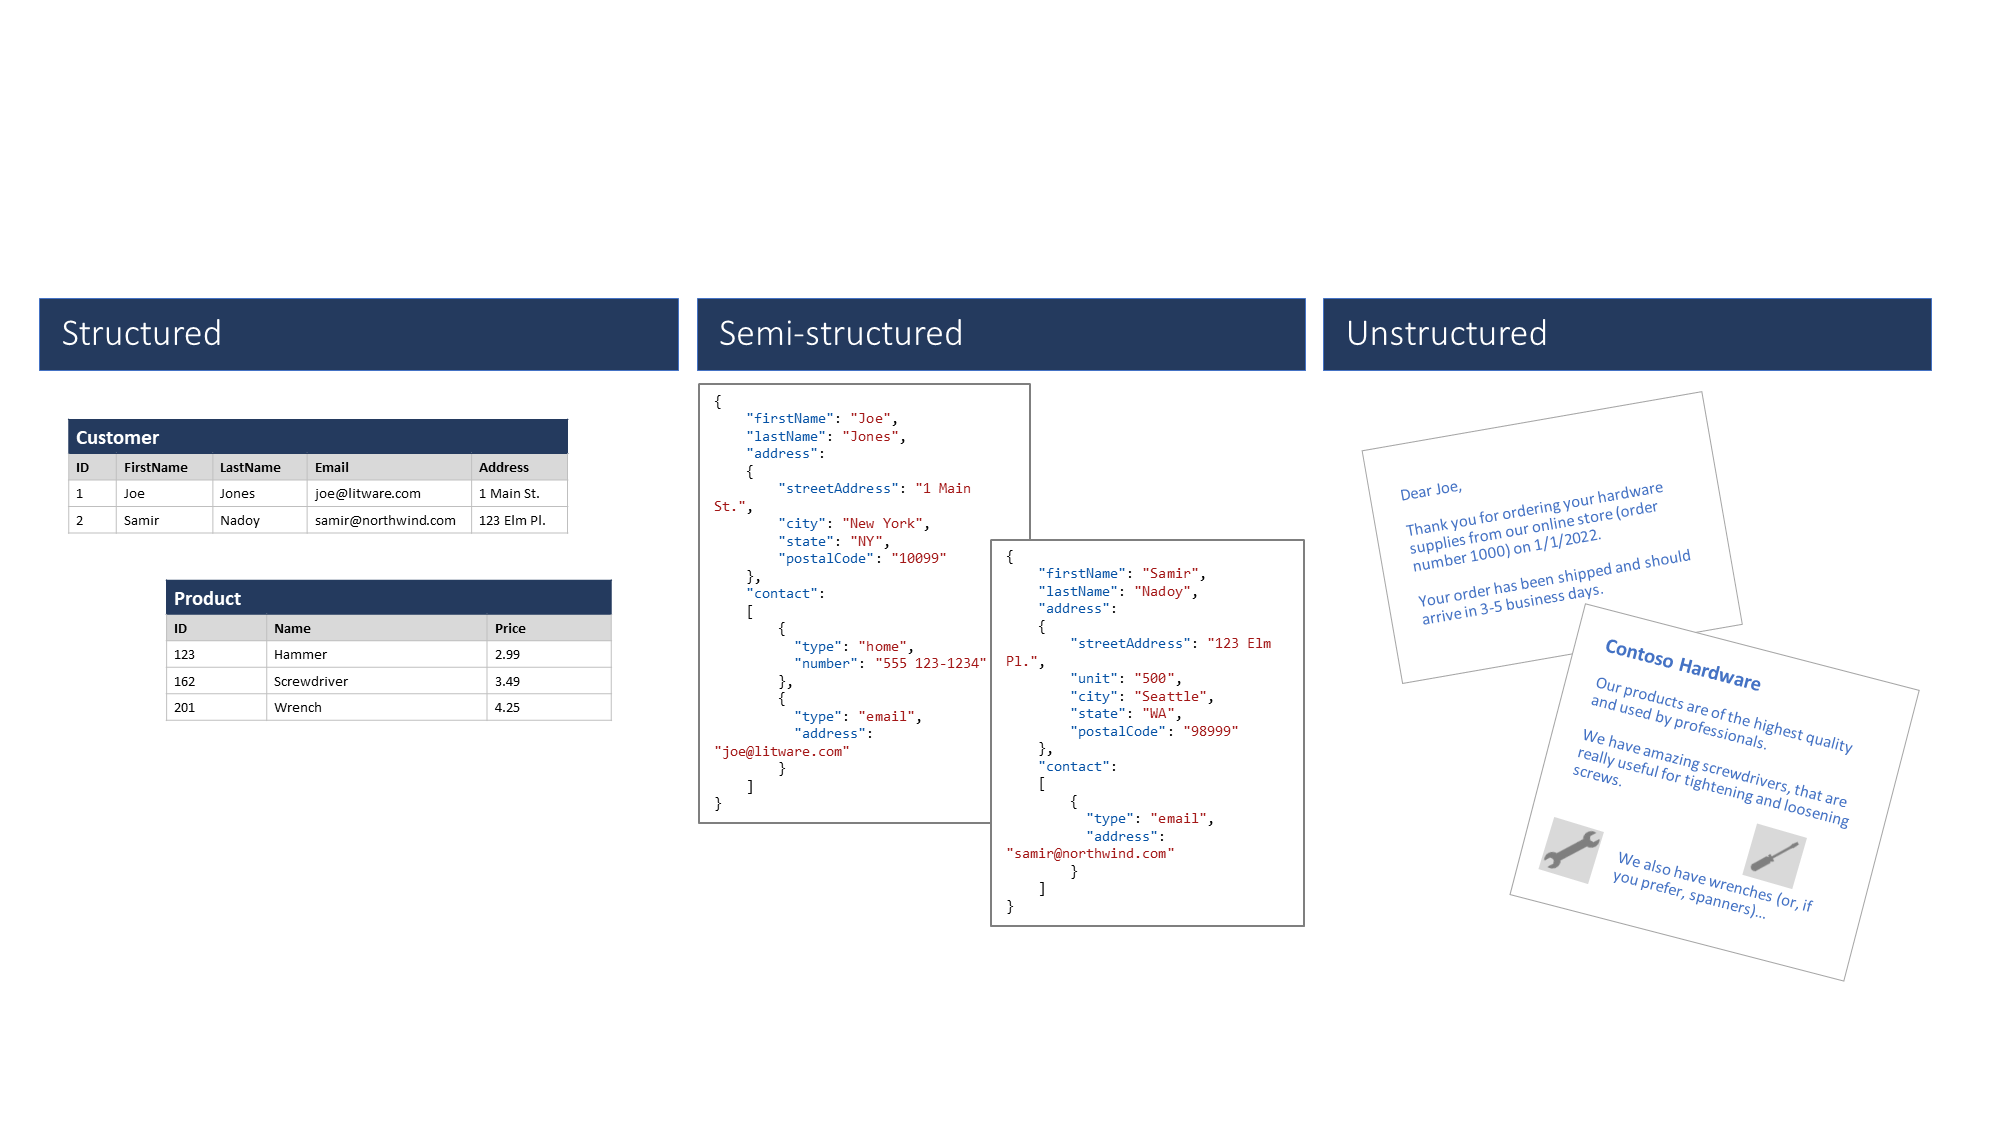 Structured
Customer
ID FirstName LastName Email Address
1 Joe Jones joe@litware.com 1 Main St.
2 Samir Nadoy samir@northwind.com 123 Elm Pl.
Product
ID Name Price
123 Hammer 2.99
162 Screwdriver 3.49
201 Wrench 4.25
Semi-structured
{
"firstName": "Joe",
"lastName": "Jones",
"address":
{
"streetAddress": "1 Main
St.",
"city": "New York",
"state": "NY",
"postalCode": "10099"
},
"contact":
[
{
"type": "home",
"number": "555 123-1234"
},
{
"type": "email",
"address":
"joe@litware.com"
}
]
}
{
"firstName": "Samir",
"lastName": "Nadoy",
"address":
{
"streetAddress": "123 Elm
Pl.",
"unit": "500",
"city": "Seattle",
"state": "WA",
"postalCode": "98999"
},
"contact":
[
{
"type": "email",
"address":
"samir@northwind.com"
}
]
}
Unstructured
Dear Joe,
Thank you for ordering your hardware
supplies from our online store (order
number 1000) on 1/1/2022.
Your order has been shipped and should
arrive in 3-5 business days.
Contoso Hardware
Our products are of the highest quality
and used by professionals.
We have amazing screwdrivers, that are
really useful for tightening and loosening
screws.
We also have wrenches (or, if
you prefer, spanners)...